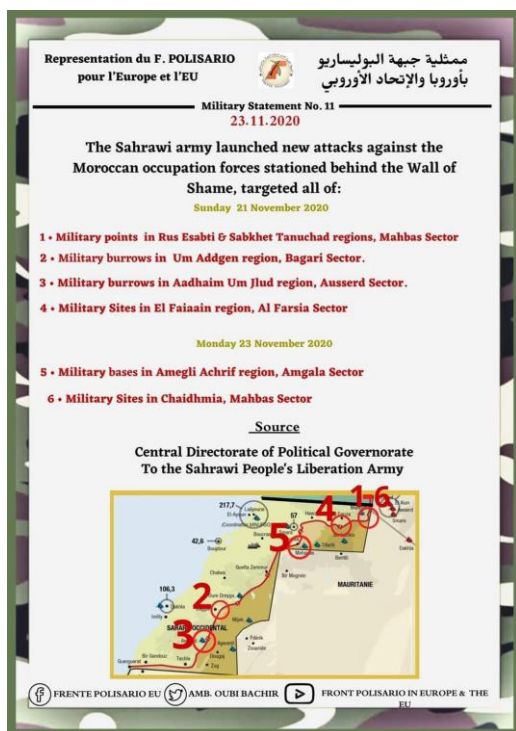 Representation du F. POLISARIO
pour l'Europe et l'EU
ممثلية جبهة البوليساريو
بأوروبا والإتحاد الأوروبي
Military Statement No. 11
23.11.2020
The Sahrawi army launched new attacks against the
Moroccan occupation forces stationed behind the Wall of
Shame, targeted all of:
Sunday 21 November 2020
1 • Military points in Rus Esabti & Sabkhet Tanuchad regions, Mahbas Sector
2 • Military burrows in Um Addgen region, Bagari Sector.
3 • Military burrows in Aadhaim Um Jlud region, Ausserd Sector.
4 • Military Sites in El Faiaain region, Al Farsia Sector
Monday 23 November 2020
5 • Military bases in Amegli Achrif region, Amgala Sector
6 • Military Sites in Chaidhmia, Mahbas Sector
Source
Central Directorate of Political Governorate
To the Sahrawi People's Liberation Army
217,7
57
4
1-6
42,6
5
MAURITANIE
106,3
2
3
SAHARA OCCIDENTAL
FRENTE POLISARIO EU
AMB. OUBI BACHIR
FRONT POLISARIO IN EUROPE & THE
EU